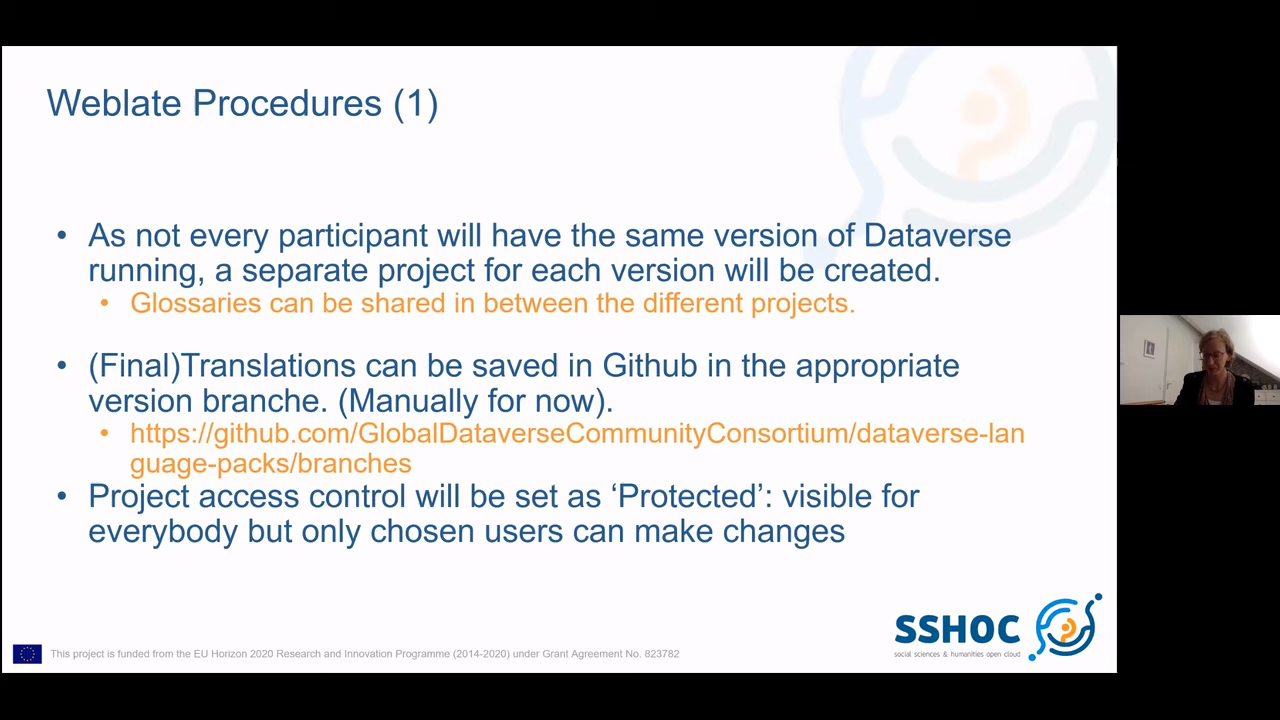 Weblate Procedures (1)
• As not every participant will have the same version of Dataverse
running, a separate project for each version will be created.
• Glossaries can be shared in between the different projects.
• (Final)Translations can be saved in Github in the appropriate
version branche. (Manually for now).
• https://github.com/GlobalDataverseCommunityConsortium/dataverse-lan
guage-packs/branches
• Project access control will be set as ‘Protected’: visible for
everybody but only chosen users can make changes
SSHOC
social sciences & humanities open cloud
This project is funded from the EU Horizon 2020 Research and Innovation Programme (2014-2020) under Grant Agreement No. 823782